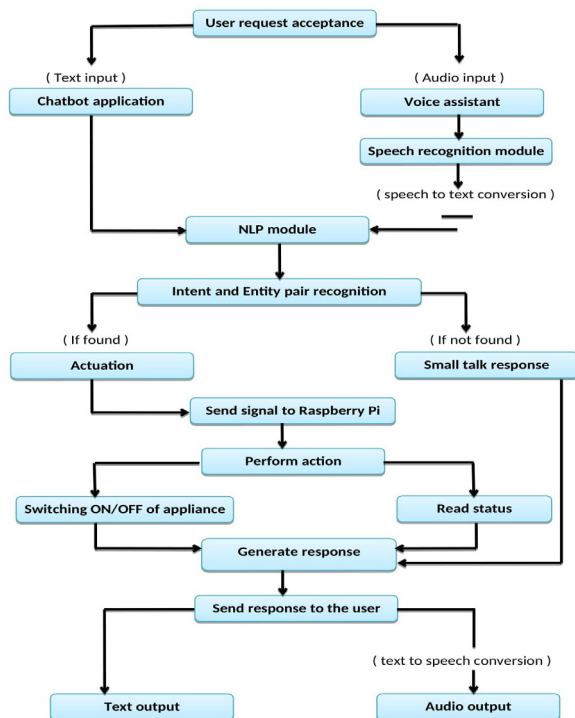 User request acceptance
( Text input )
( Audio input )
Chatbot application
Voice assistant
Speech recognition module
( speech to text conversion )
NLP module
Intent and Entity pair recognition
( If found )
( If not found )
Actuation
Small talk response
Send signal to Raspberry Pi
Perform action
Switching ON/OFF of appliance
Read status
Generate response
Send response to the user
( text to speech conversion )
Text output
Audio output